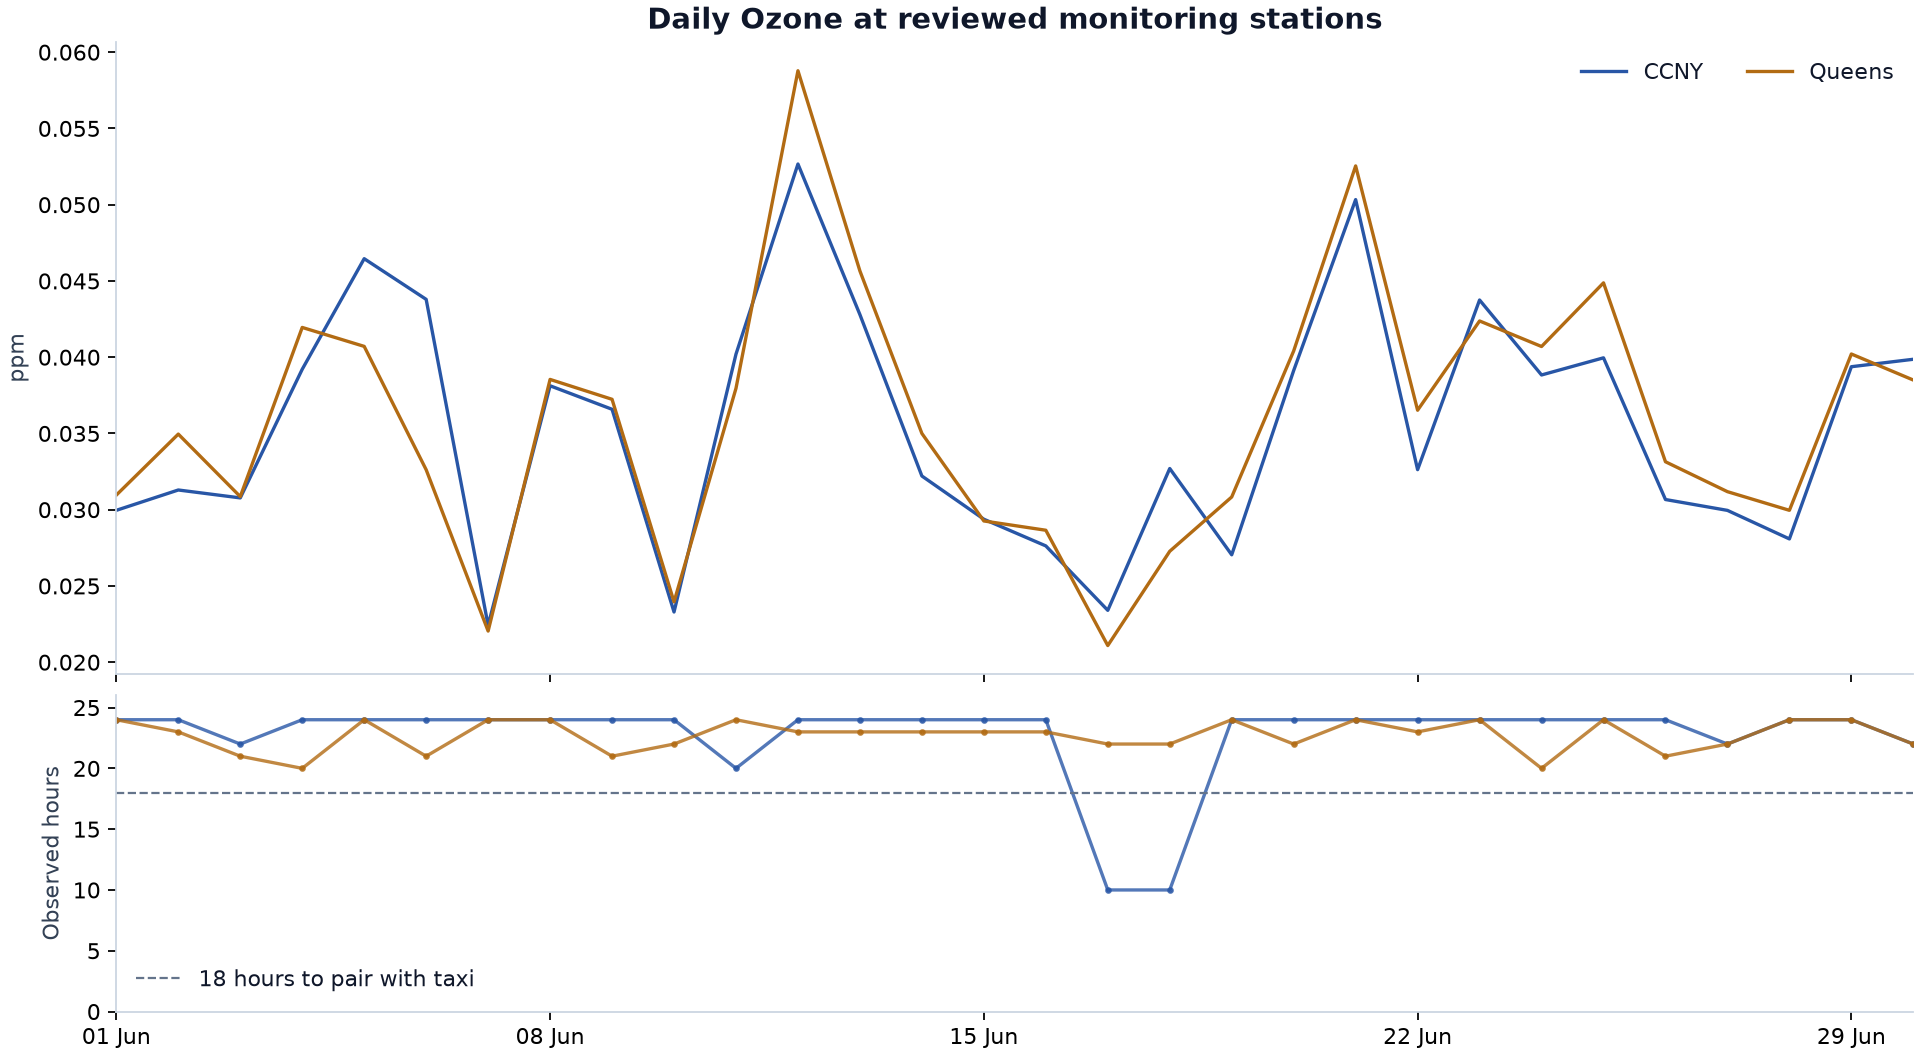 Daily Ozone at reviewed monitoring stations
CCNY
Queens
ppm
0.060
0.055
0.050
0.045
0.040
0.035
0.030
0.025
0.020
Observed hours
25
20
15
10
5
0
18 hours to pair with taxi
01 Jun
08 Jun
15 Jun
22 Jun
29 Jun